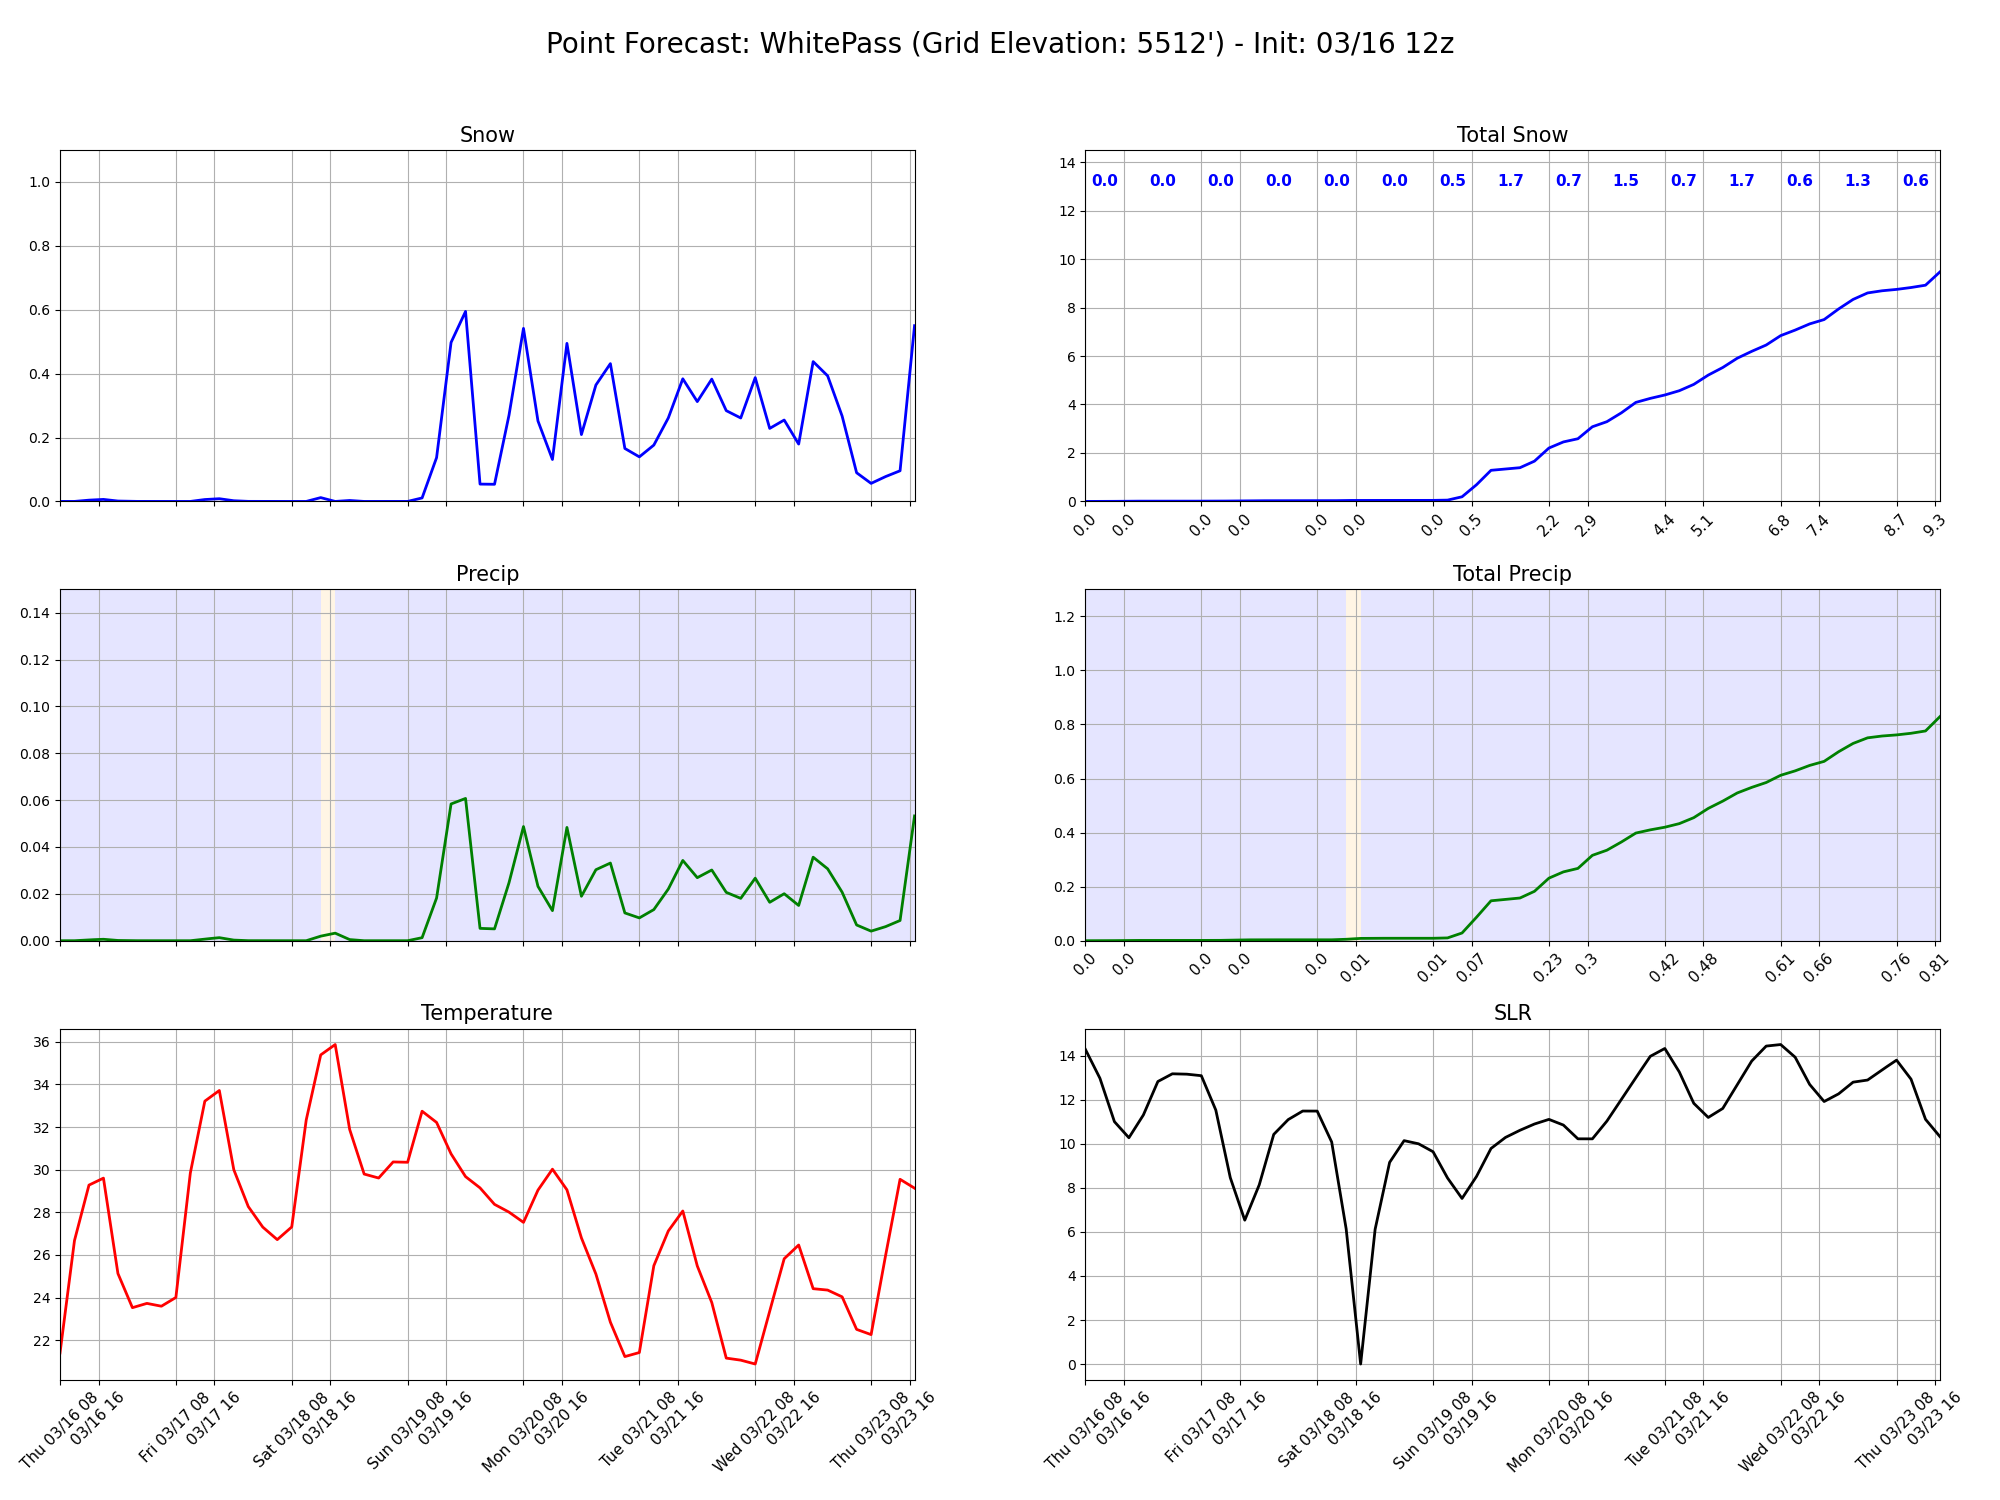 Point Forecast: WhitePass (Grid Elevation: 5512') - Init: 03/16 12z
Snow
1.0
0.8
0.6
0.4
0.2
0.0
Total Snow
14
12
10
8
6
4
2
0
0.0 0.0 0.0 0.0 0.0 0.0 0.5 1.7 0.7 1.5 0.7 1.7 0.6 1.3 0.6
0.0 0.0 0.0 0.0 0.0 0.0 0.0 0.5 2.2 2.9 4.4 5.1 6.8 7.4 8.7 9.3
Precip
0.14
0.12
0.10
0.08
0.06
0.04
0.02
0.00
Total Precip
1.2
1.0
0.8
0.6
0.4
0.2
0.0
0.0 0.0 0.0 0.0 0.0 0.01 0.01 0.07 0.23 0.3 0.42 0.48 0.61 0.66 0.76 0.81
Temperature
36
34
32
30
28
26
24
22
Thu 03/16 08
03/16 16
Fri 03/17 08
03/17 16
Sat 03/18 08
03/18 16
Sun 03/19 08
03/19 16
Mon 03/20 08
03/20 16
Tue 03/21 08
03/21 16
Wed 03/22 08
03/22 16
Thu 03/23 08
03/23 16
SLR
14
12
10
8
6
4
2
0
Thu 03/16 08
03/16 16
Fri 03/17 08
03/17 16
Sat 03/18 08
03/18 16
Sun 03/19 08
03/19 16
Mon 03/20 08
03/20 16
Tue 03/21 08
03/21 16
Wed 03/22 08
03/22 16
Thu 03/23 08
03/23 16